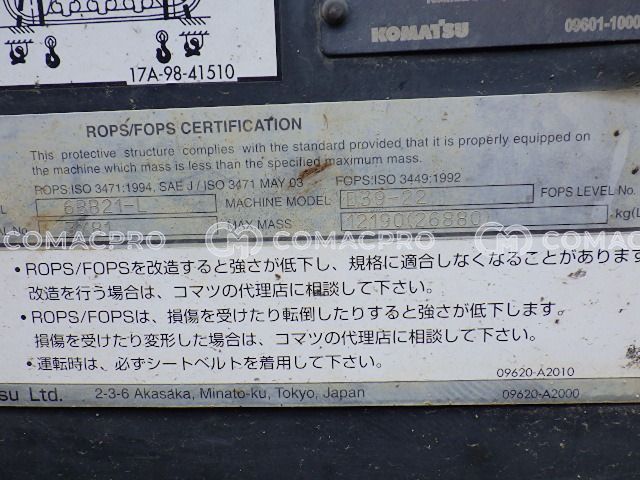 17A-98-41510
KOMATSU
09601-1000
ROPS/FOPS CERTIFICATION
This protective structure complies with the standard provided that it is properly equipped on
the machine which mass is less than the specified maximum mass.
ROPS:ISO 3471:1994, SAE J / ISO 3471 MAY 03 FOPS:ISO 3449:1992
MACHINE MODEL D39-22 FOPS LEVEL No.
MAX MASS 12190(26880) kg(L
COMACPRO COMACPRO COMACPRO
・ROPS/FOPSを改造すると強さが低下し、規格に適合しなくなることがあります
改造を行う場合は、コマツの代理店に相談して下さい。
・ROPS/FOPSは、損傷を受けたり転倒したりすると強さが低下します。
損傷を受けたり変形した場合は、コマツの代理店に相談して下さい。
・運転時は、必ずシートベルトを着用して下さい。
09620-A2010
su Ltd. 2-3-6 Akasaka, Minato-ku, Tokyo, Japan 09620-A2000